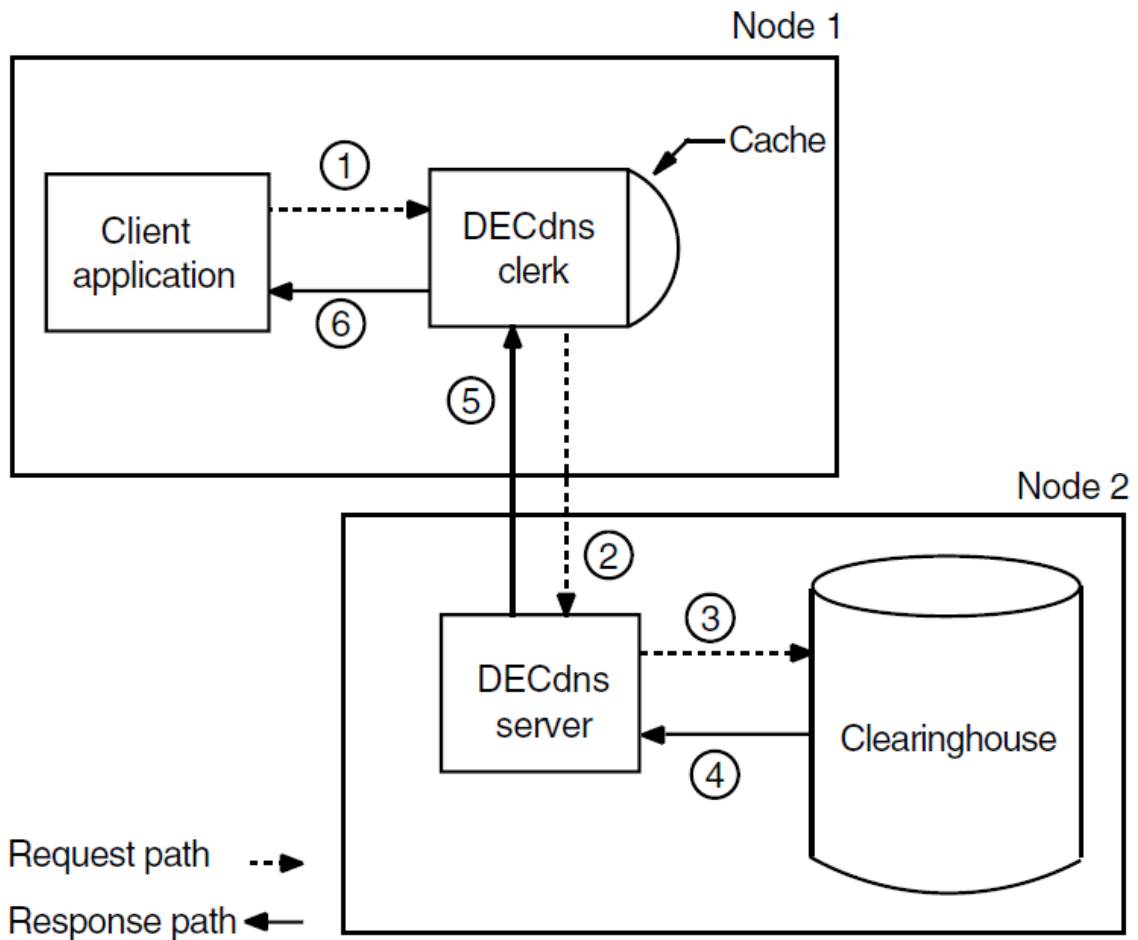 Node 1
Cache
1
Client
application
DECdns
clerk
6
5
Node 2
2
3
DECdns
server
Clearinghouse
4
Request path
Response path